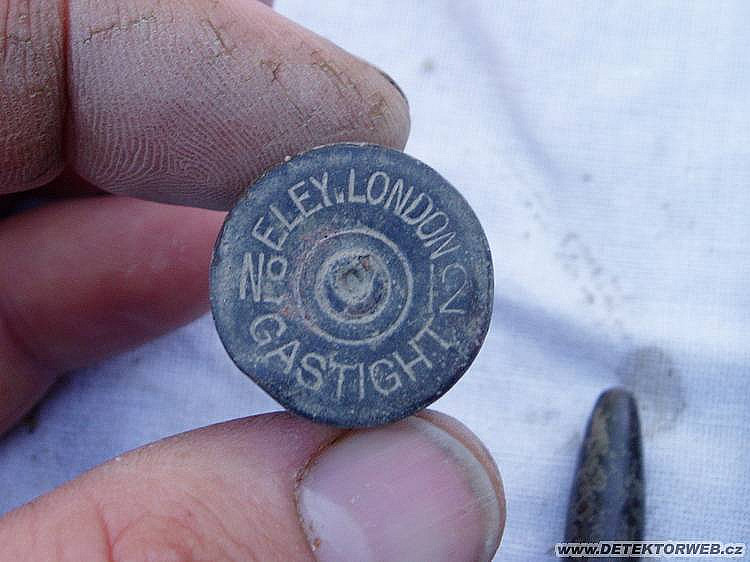 ELEY. LONDON
No 12
GASTIGHT
WWW.DETEKTORWEB.CZ